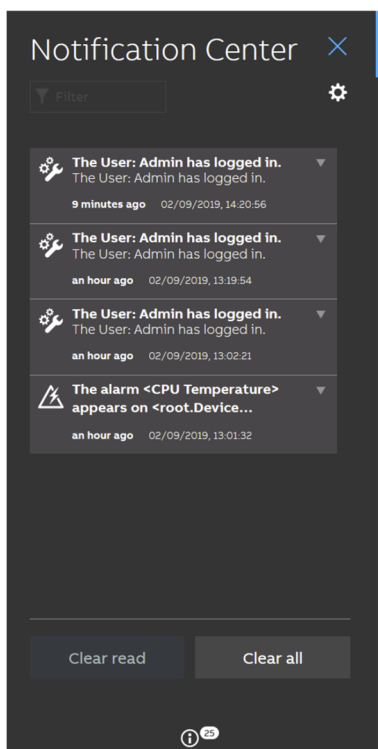 Notification Center
Filter
The User: Admin has logged in.
The User: Admin has logged in.
9 minutes ago 02/09/2019, 14:20:56
The User: Admin has logged in.
The User: Admin has logged in.
an hour ago 02/09/2019, 13:19:54
The User: Admin has logged in.
The User: Admin has logged in.
an hour ago 02/09/2019, 13:02:21
The alarm <CPU Temperature>
appears on <root.Device...
an hour ago 02/09/2019, 13:01:32
Clear read Clear all
25